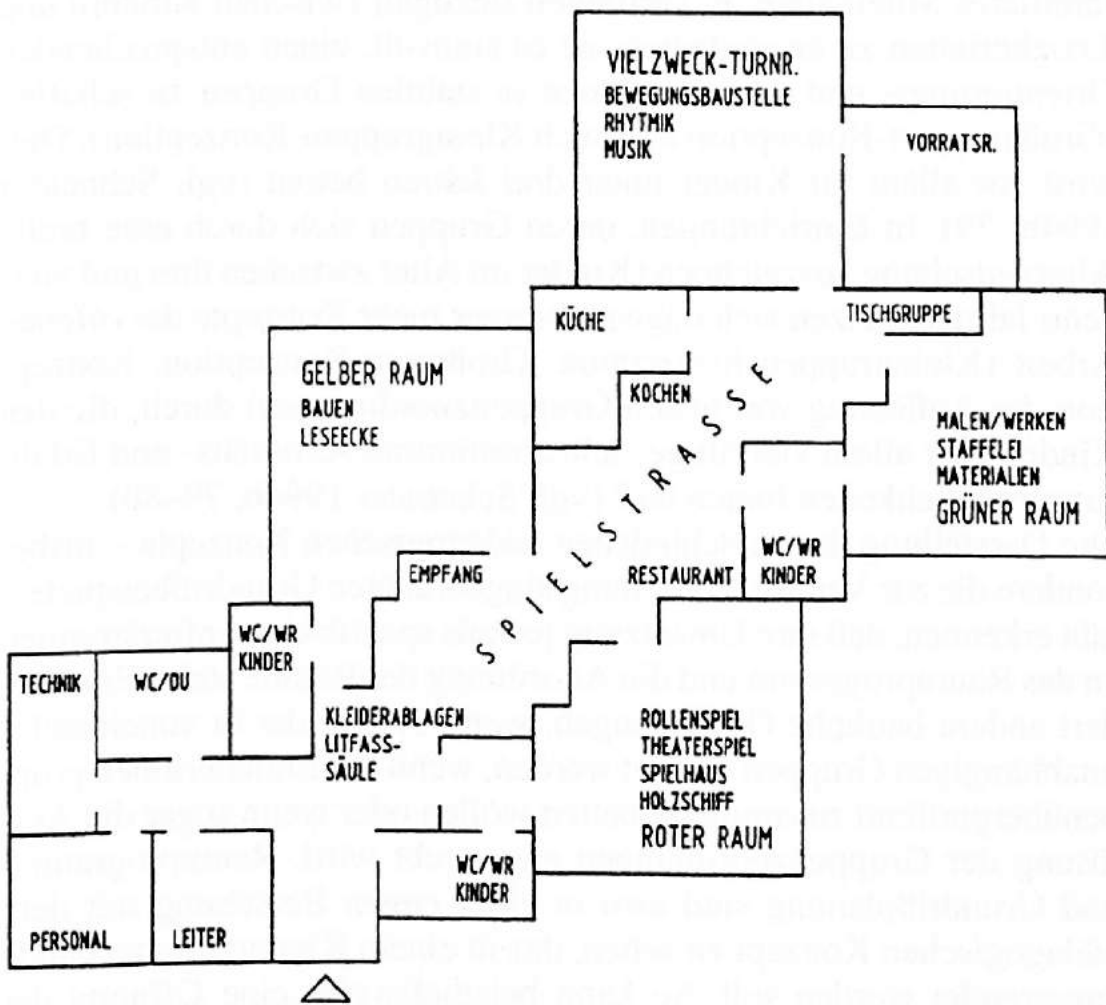 VIELZWECK-TURNR.
BEWEGUNGSBAUSTELLE
RHYTMIK
MUSIK
VORRATSR.
KÜCHE
TISCHGRUPPE
GELBER RAUM
BAUEN
LESEECKE
KOCHEN
MALEN/WERKEN
STAFFELEI
MATERIALIEN
GRÜNER RAUM
SPIELSTRASSE
EMPFANG
RESTAURANT
WC/WR
KINDER
WC/WR
KINDER
TECHNIK
WC/DU
KLEIDERABLAGEN
LITFASS-
SÄULE
ROLLENSPIEL
THEATERSPIEL
SPIELHAUS
HOLZSCHIFF
ROTER RAUM
WC/WR
KINDER
PERSONAL
LEITER